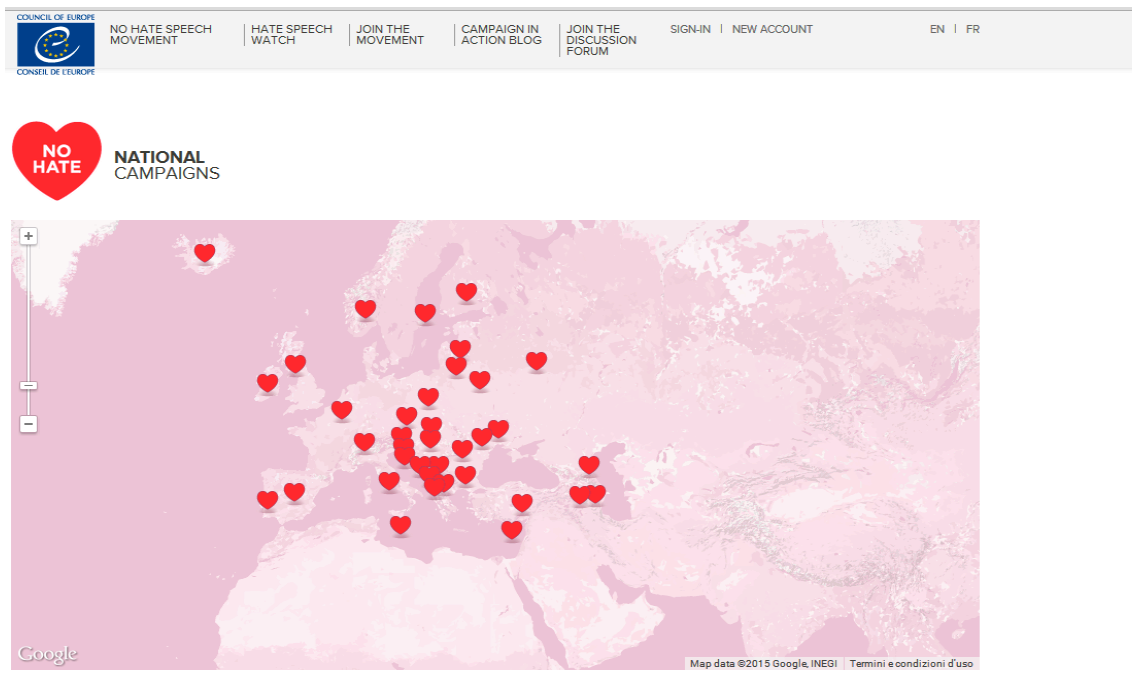 COUNCIL OF EUROPE
CONSEIL DE L'EUROPE
NO HATE SPEECH
MOVEMENT
HATE SPEECH
WATCH
JOIN THE
MOVEMENT
CAMPAIGN IN
ACTION BLOG
JOIN THE
DISCUSSION
FORUM
SIGN-IN | NEW ACCOUNT
EN | FR
NO
HATE
NATIONAL
CAMPAIGNS
Google
Map data ©2015 Google, INEGI
Termini e condizioni d'uso